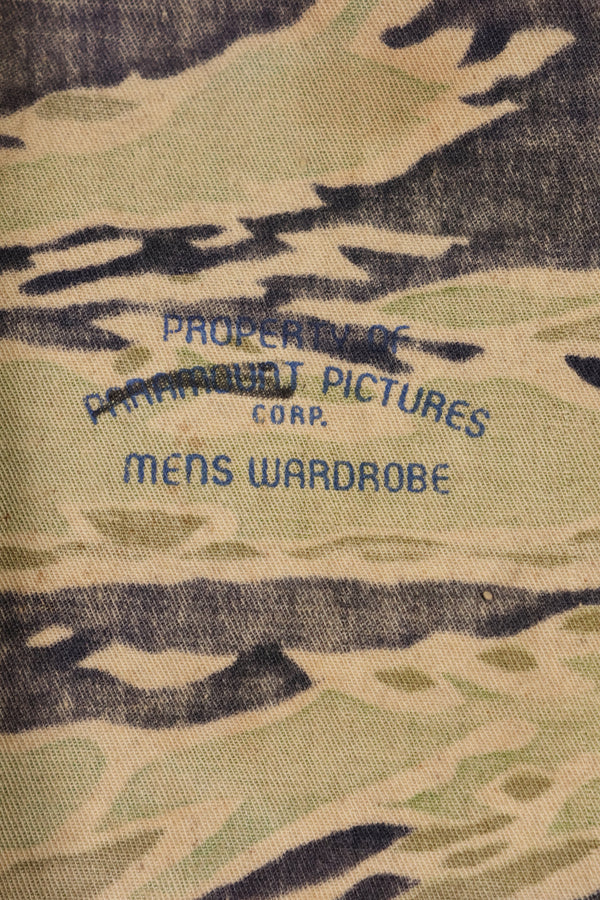 PROPERTY OF
PARAMOUNT PICTURES
CORP.
MENS WARDROBE